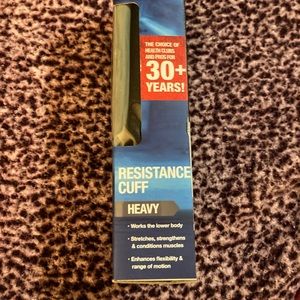 THE CHOICE OF
HEALTH CLUBS
AND PROS FOR
30+
YEARS!
RESISTANCE
CUFF
HEAVY
• Works the lower body
• Stretches, strengthens
& conditions muscles
• Enhances flexibility &
range of motion